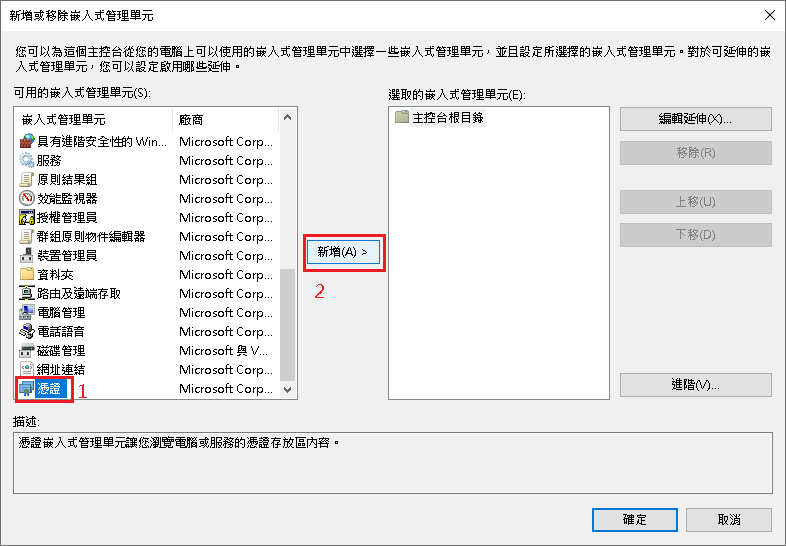 新增或移除嵌入式管理單元
您可以為這個主控台從您的電腦上可以使用的嵌入式管理單元中選擇一些嵌入式管理單元，並且設定所選擇的嵌入式管理單元。對於可延伸的嵌
入式管理單元，您可以設定啟用哪些延伸。
可用的嵌入式管理單元(S):
選取的嵌入式管理單元(E):
嵌入式管理單元 廠商
具有進階安全性的 Win... Microsoft Corp...
服務 Microsoft Corp...
原則結果組 Microsoft Corp...
效能監視器 Microsoft Corp...
授權管理員 Microsoft Corp...
群組原則物件編輯器 Microsoft Corp...
裝置管理員 Microsoft Corp...
資料夾 Microsoft Corp...
路由及遠端存取 Microsoft Corp...
電腦管理 Microsoft Corp...
電話語音 Microsoft Corp...
磁碟管理 Microsoft 與 V...
網址連結 Microsoft Corp...
憑證 Microsoft Corp...
1
新增(A) >
2
主控台根目錄
編輯延伸(X)...
移除(R)
上移(U)
下移(D)
進階(V)...
描述:
憑證嵌入式管理單元讓您瀏覽電腦或服務的憑證存放區內容。
確定
取消